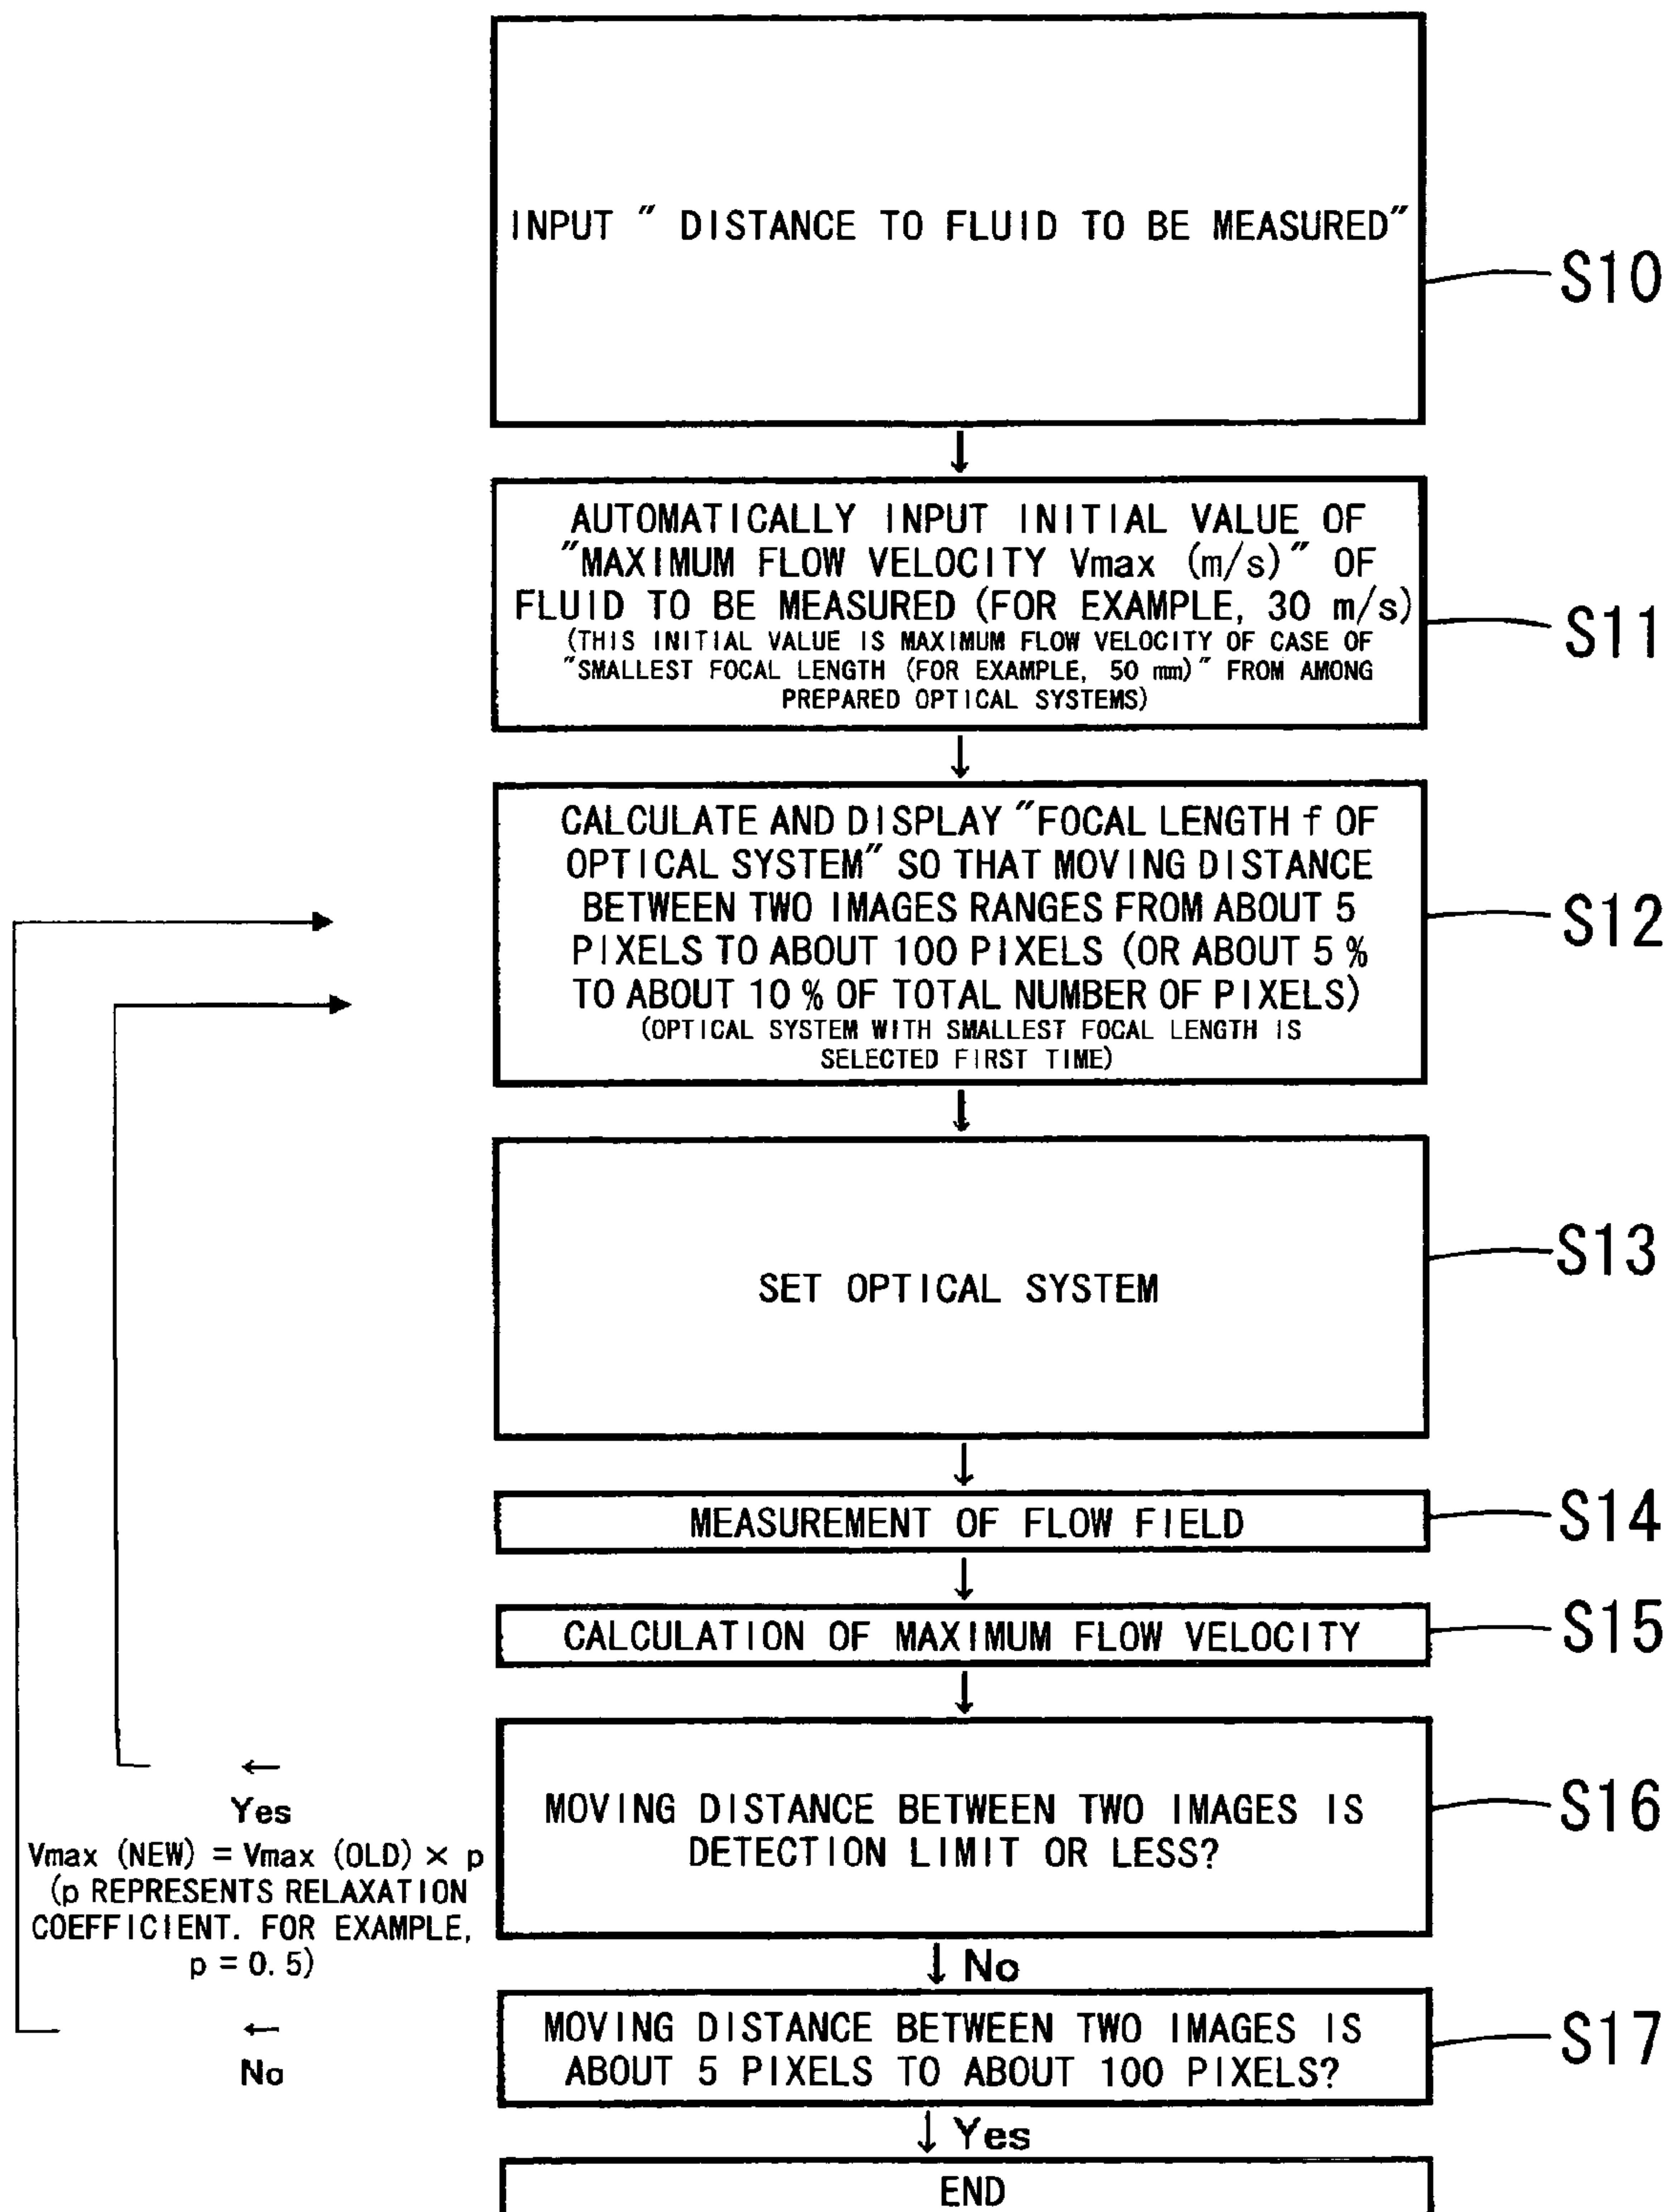 INPUT " DISTANCE TO FLUID TO BE MEASURED"
S10
AUTOMATICALLY INPUT INITIAL VALUE OF
"MAXIMUM FLOW VELOCITY Vmax (m/s)" OF
FLUID TO BE MEASURED (FOR EXAMPLE, 30 m/s)
(THIS INITIAL VALUE IS MAXIMUM FLOW VELOCITY OF CASE OF
"SMALLEST FOCAL LENGTH (FOR EXAMPLE, 50 mm)" FROM AMONG
PREPARED OPTICAL SYSTEMS)
S11
CALCULATE AND DISPLAY "FOCAL LENGTH f OF
OPTICAL SYSTEM" SO THAT MOVING DISTANCE
BETWEEN TWO IMAGES RANGES FROM ABOUT 5
PIXELS TO ABOUT 100 PIXELS (OR ABOUT 5 %
TO ABOUT 10 % OF TOTAL NUMBER OF PIXELS)
(OPTICAL SYSTEM WITH SMALLEST FOCAL LENGTH IS
SELECTED FIRST TIME)
S12
SET OPTICAL SYSTEM
S13
MEASUREMENT OF FLOW FIELD
S14
CALCULATION OF MAXIMUM FLOW VELOCITY
S15
MOVING DISTANCE BETWEEN TWO IMAGES IS
DETECTION LIMIT OR LESS?
S16
Yes
Vmax (NEW) = Vmax (OLD) × p
(p REPRESENTS RELAXATION
COEFFICIENT. FOR EXAMPLE,
p = 0.5)
No
MOVING DISTANCE BETWEEN TWO IMAGES IS
ABOUT 5 PIXELS TO ABOUT 100 PIXELS?
S17
No
Yes
END